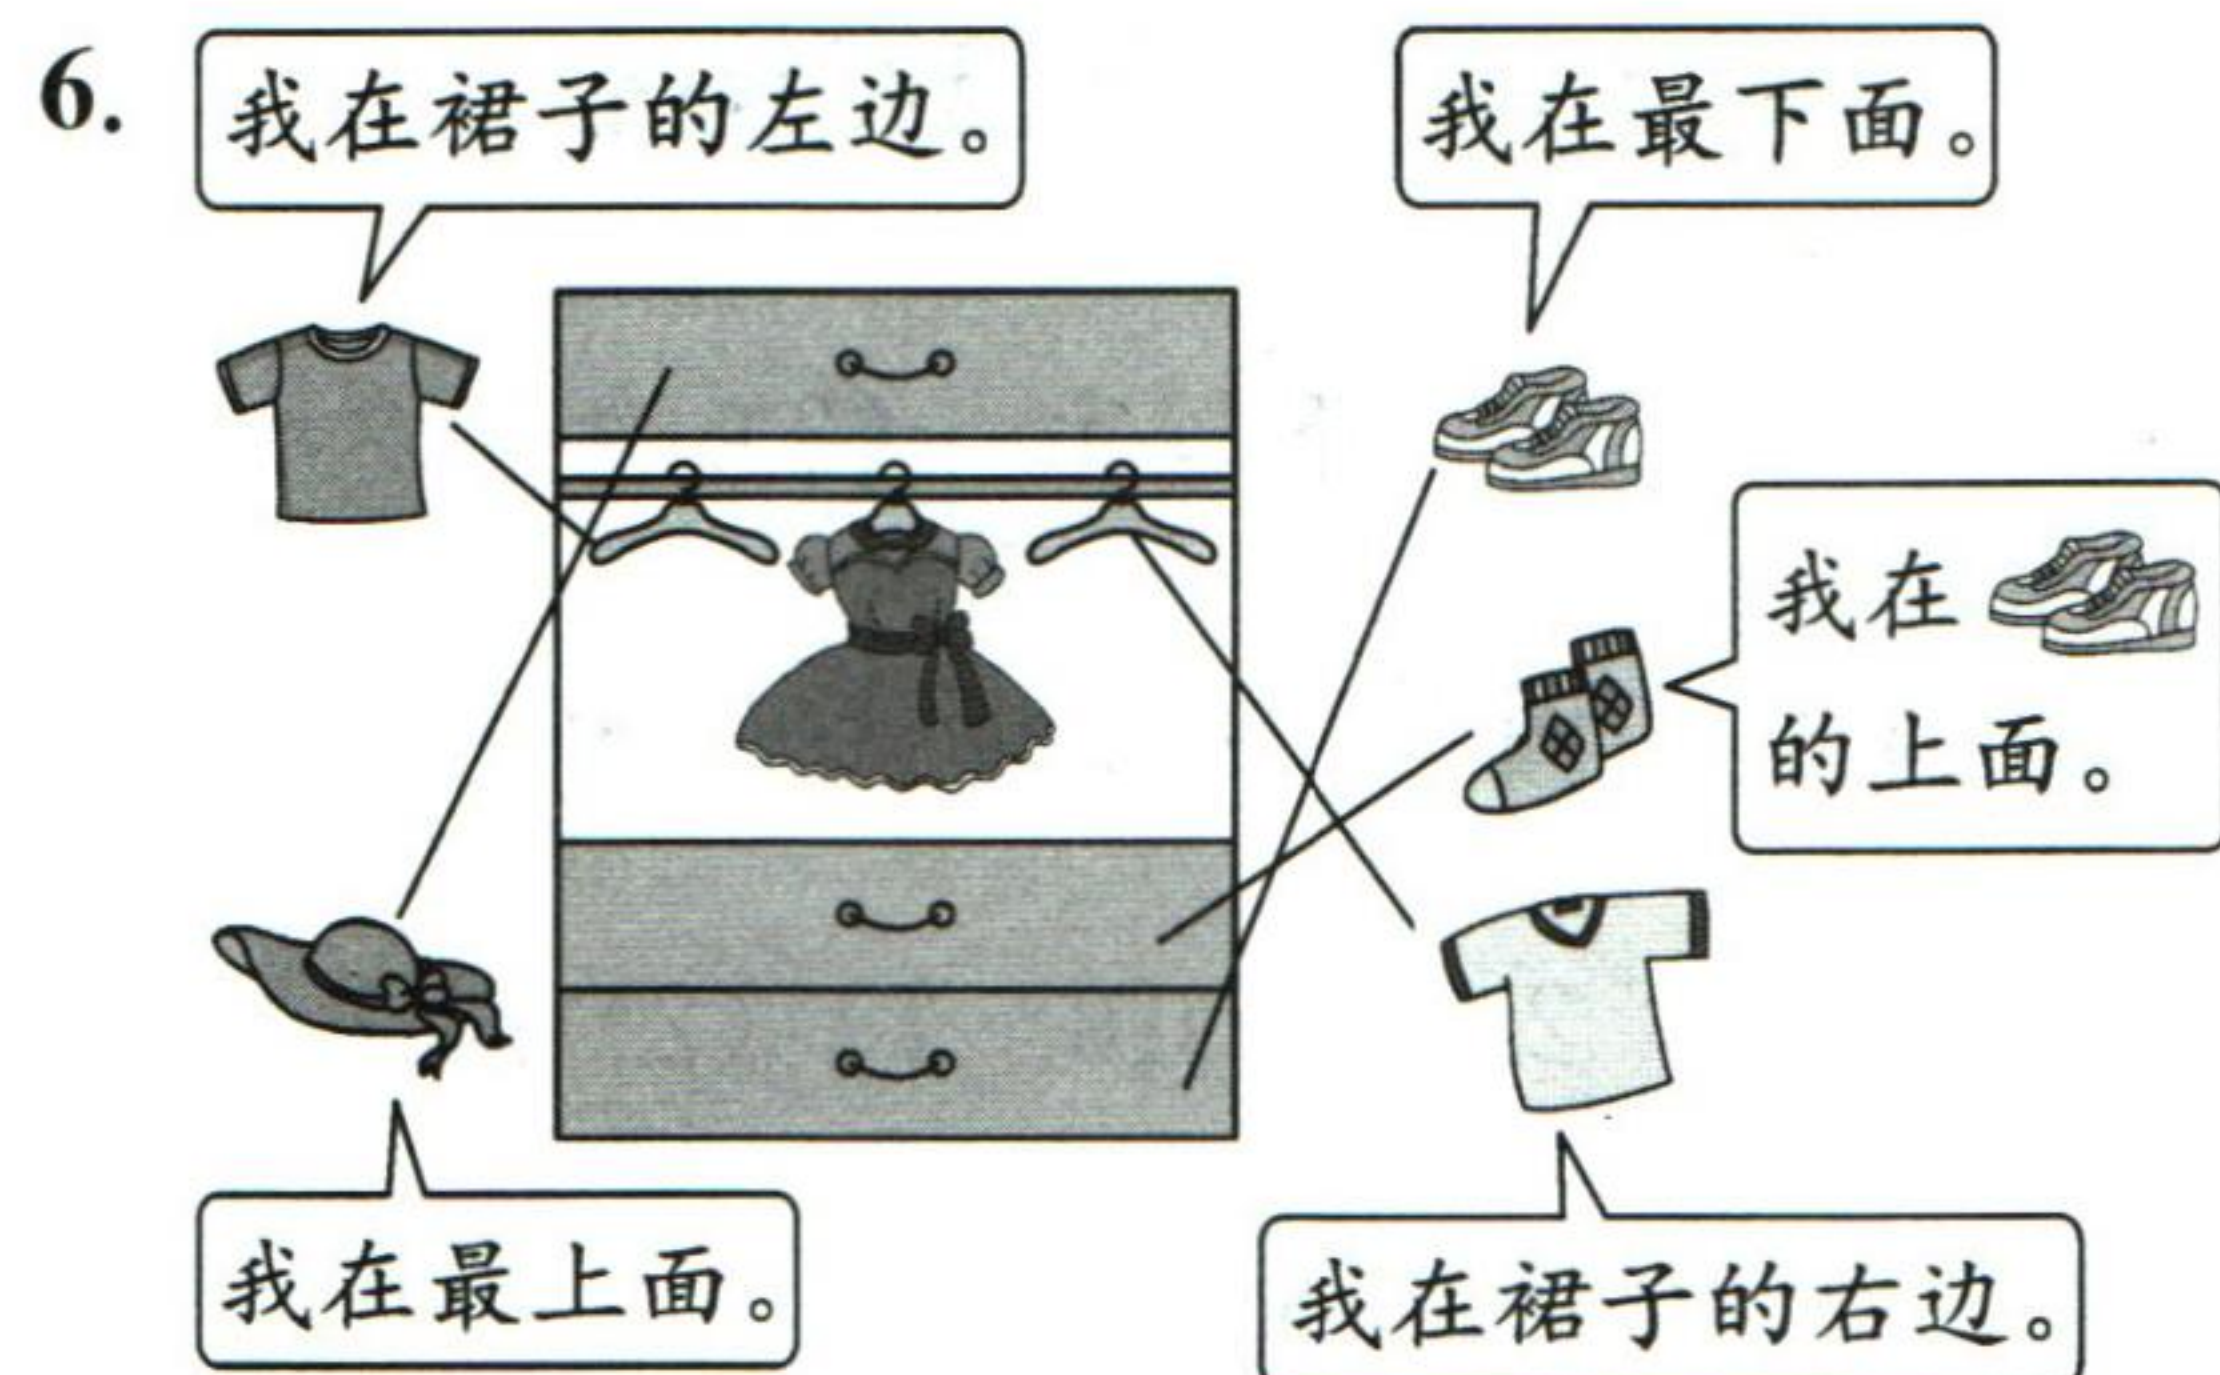 6.
我在裙子的左边。
我在最下面。
我在
的上面。
我在最上面。
我在裙子的右边。